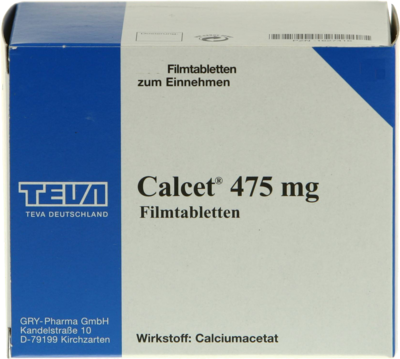 Filmtabletten
zum Einnehmen
TEVA
TEVA DEUTSCHLAND
Calcet® 475 mg
Filmtabletten
GRY-Pharma GmbH
Kandelstraße 10
D-79199 Kirchzarten
Wirkstoff: Calciumacetat